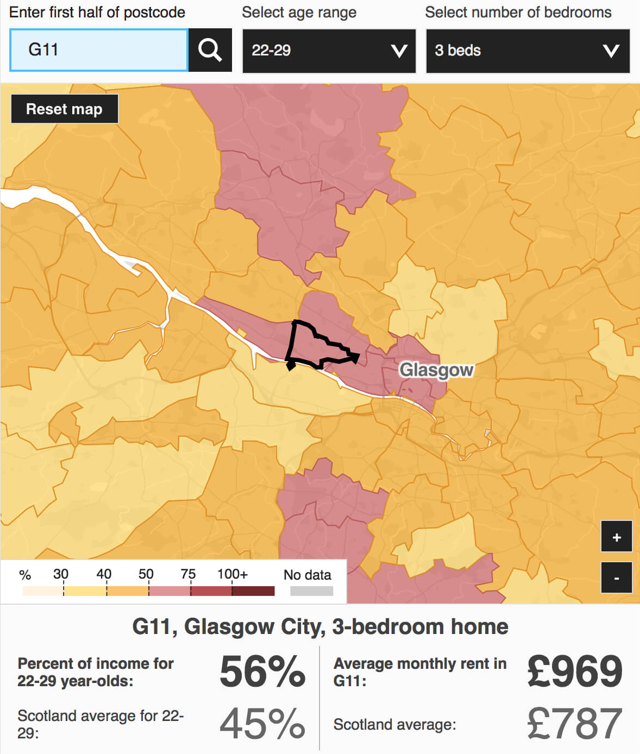 Enter first half of postcode
Select age range
Select number of bedrooms
G11
22-29
3 beds
Reset map
Glasgow
+
-
% 30 40 50 75 100+ No data
G11, Glasgow City, 3-bedroom home
Percent of income for
22-29 year-olds:
56%
Average monthly rent in
G11:
£969
Scotland average for 22-
29:
45%
Scotland average:
£787